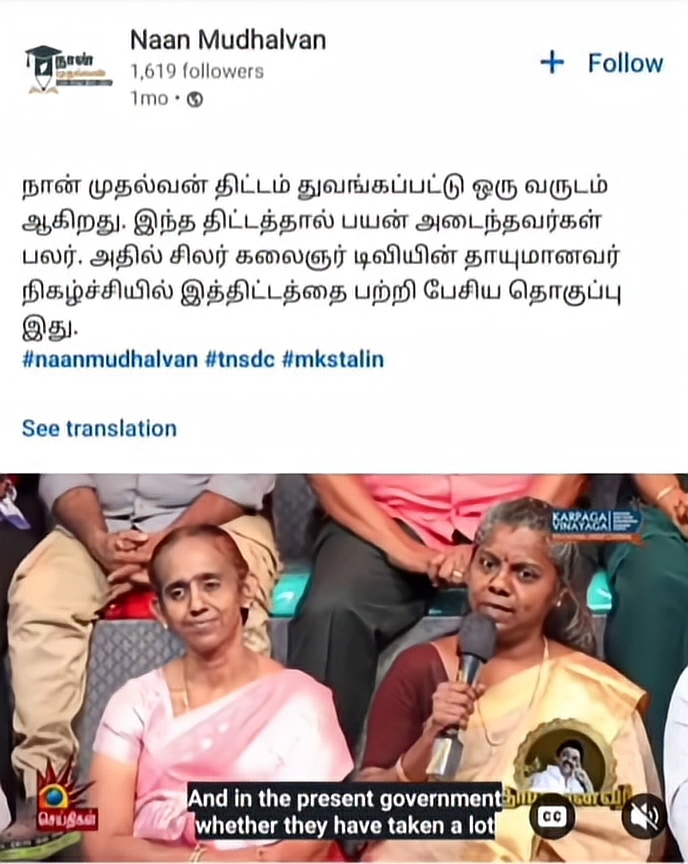 நான்
Naan Mudhalvan
1,619 followers
1mo •
+ Follow
நான் முதல்வன் திட்டம் துவங்கப்பட்டு ஒரு வருடம்
ஆகிறது. இந்த திட்டத்தால் பயன் அடைந்தவர்கள்
பலர். அதில் சிலர் கலைஞர் டிவியின் தாயுமானவர்
நிகழ்ச்சியில் இத்திட்டத்தை பற்றி பேசிய தொகுப்பு
இது.
#naanmudhalvan #tnsdc #mkstalin
See translation
KARPAGA
VINAYAGA
And in the present government
whether they have taken a lot
செய்திகள்
CC